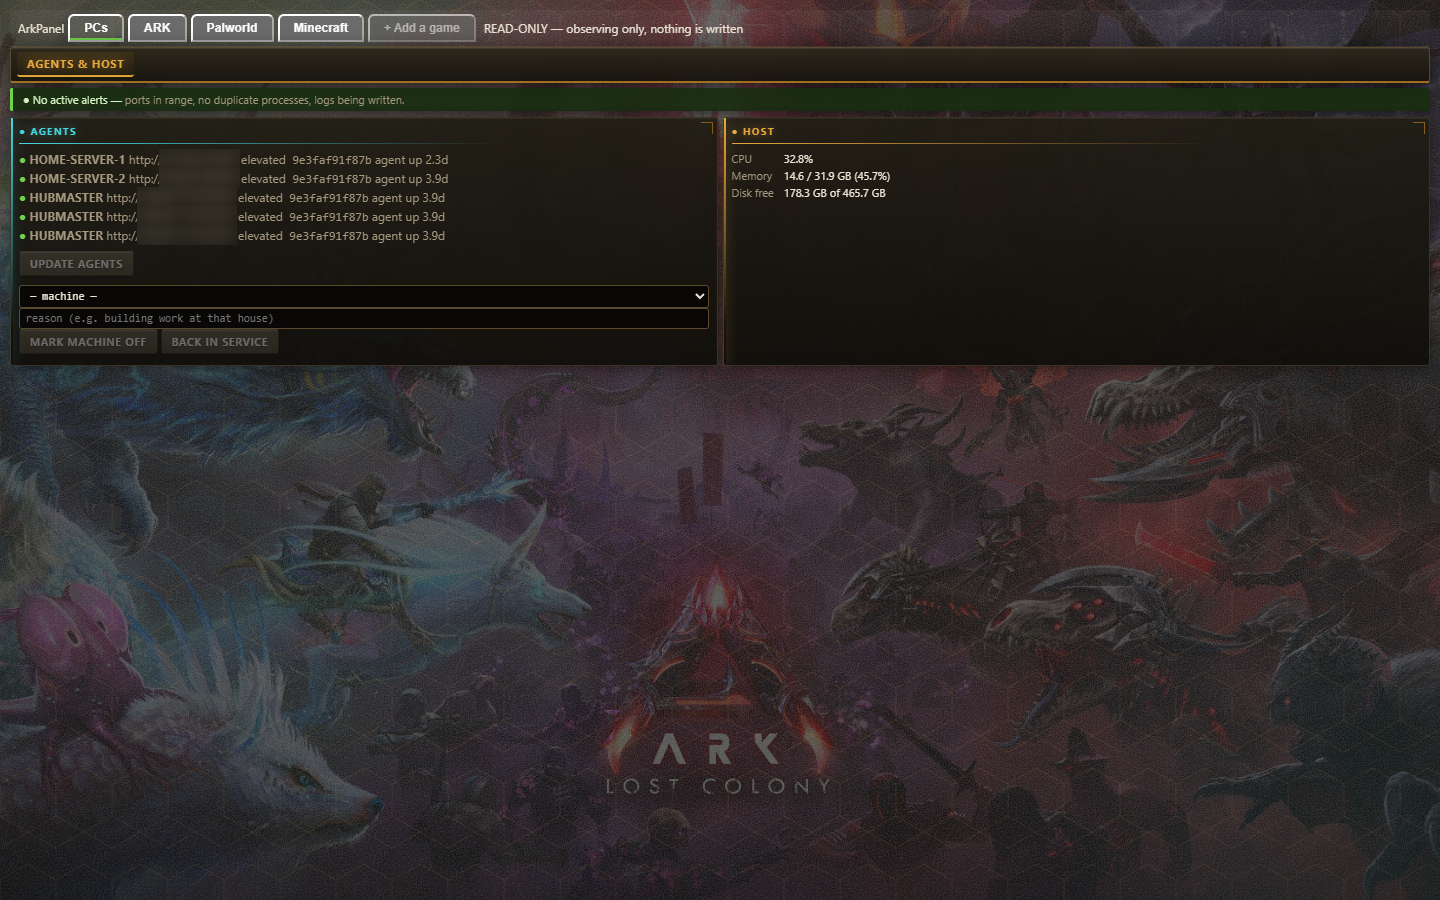 ArkPanel PCs ARK Palworld Minecraft + Add a game READ-ONLY — observing only, nothing is written
AGENTS & HOST
● No active alerts — ports in range, no duplicate processes, logs being written.
● AGENTS
● HOME-SERVER-1 http:/ elevated 9e3faf91f87b agent up 2.3d
● HOME-SERVER-2 http:/ elevated 9e3faf91f87b agent up 3.9d
● HUBMASTER http:/ elevated 9e3faf91f87b agent up 3.9d
● HUBMASTER http:/ elevated 9e3faf91f87b agent up 3.9d
● HUBMASTER http:/ elevated 9e3faf91f87b agent up 3.9d
UPDATE AGENTS
— machine —
reason (e.g. building work at that house)
MARK MACHINE OFF BACK IN SERVICE
● HOST
CPU 32.8%
Memory 14.6 / 31.9 GB (45.7%)
Disk free 178.3 GB of 465.7 GB
ARK
LOST COLONY